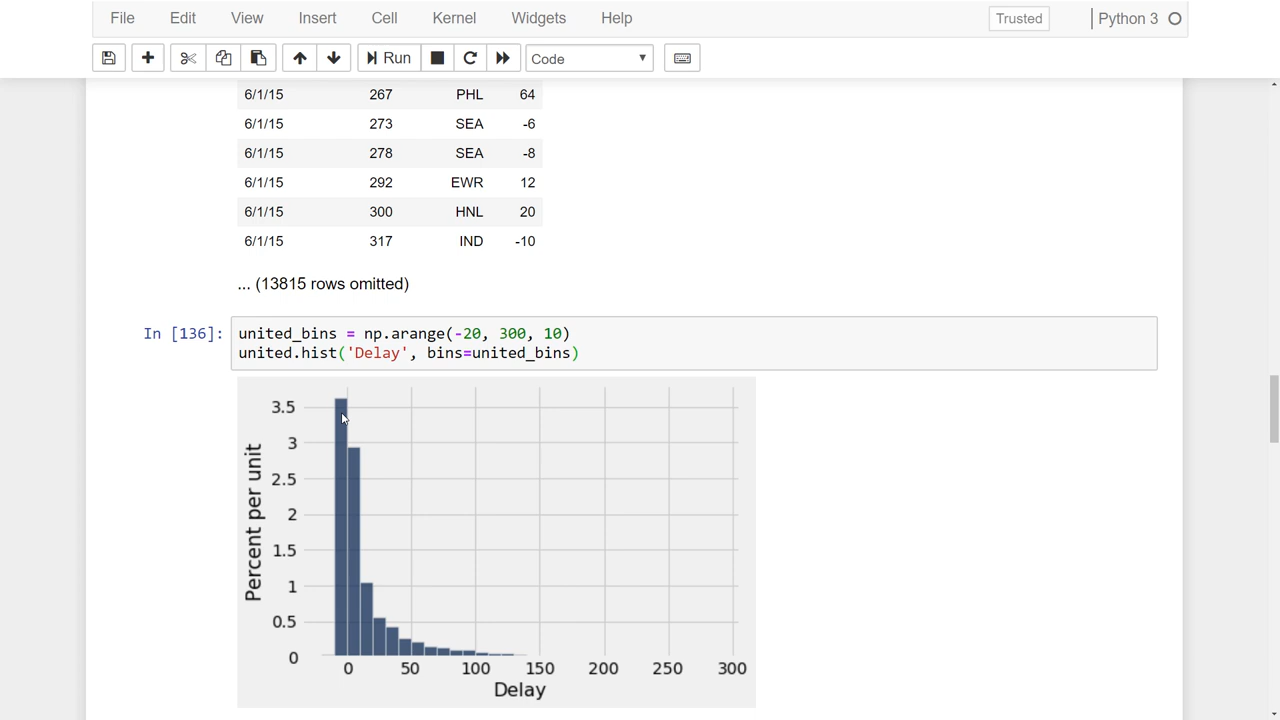 File Edit View Insert Cell Kernel Widgets Help Trusted Python 3
Run Code
6/1/15 267 PHL 64
6/1/15 273 SEA -6
6/1/15 278 SEA -8
6/1/15 292 EWR 12
6/1/15 300 HNL 20
6/1/15 317 IND -10
... (13815 rows omitted)
In [136]: united_bins = np.arange(-20, 300, 10)
united.hist('Delay', bins=united_bins)
3.5
3
2.5
2
1.5
1
0.5
0
Percent per unit
0 50 100 150 200 250 300
Delay